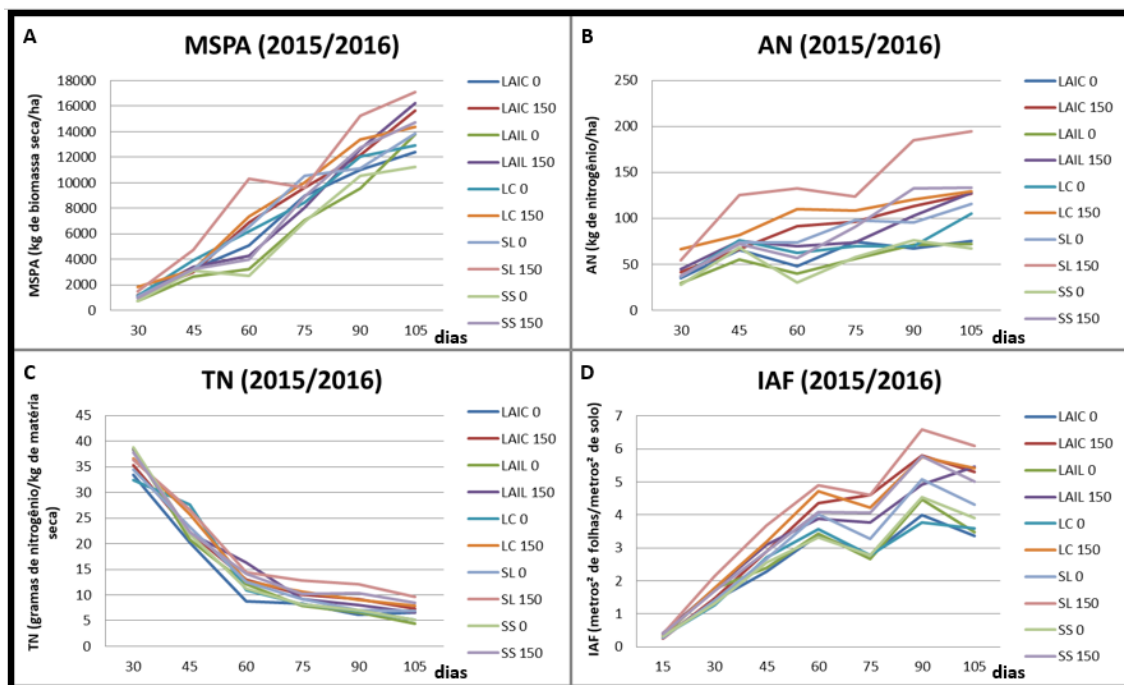 A
MSPA (2015/2016)
MSPA (kg de biomassa seca/ha)
18000
16000
14000
12000
10000
8000
6000
4000
2000
0
30 45 60 75 90 105 dias
LAIC 0
LAIC 150
LAIL 0
LAIL 150
LC 0
LC 150
SL 0
SL 150
SS 0
SS 150
B
AN (2015/2016)
AN (kg de nitrogênio/ha)
250
200
150
100
50
0
30 45 60 75 90 105 dias
LAIC 0
LAIC 150
LAIL 0
LAIL 150
LC 0
LC 150
SL 0
SL 150
SS 0
SS 150
C
TN (2015/2016)
TN (gramas de nitrogênio/kg de matéria
seca)
45
40
35
30
25
20
15
10
5
0
30 45 60 75 90 105 dias
LAIC 0
LAIC 150
LAIL 0
LAIL 150
LC 0
LC 150
SL 0
SL 150
SS 0
SS 150
D
IAF (2015/2016)
IAF (metros² de folhas/metros² de solo)
7
6
5
4
3
2
1
0
15 30 45 60 75 90 105 dias
LAIC 0
LAIC 150
LAIL 0
LAIL 150
LC 0
LC 150
SL 0
SL 150
SS 0
SS 150